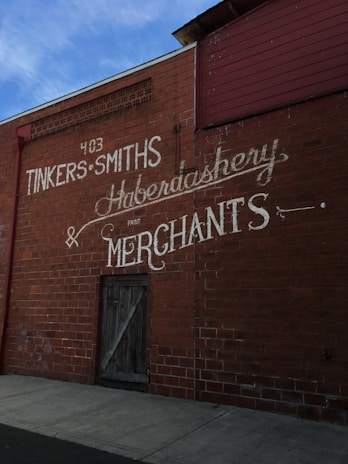 403
TINKERS • SMITHS
Haberdashery
&
MERCHANTS